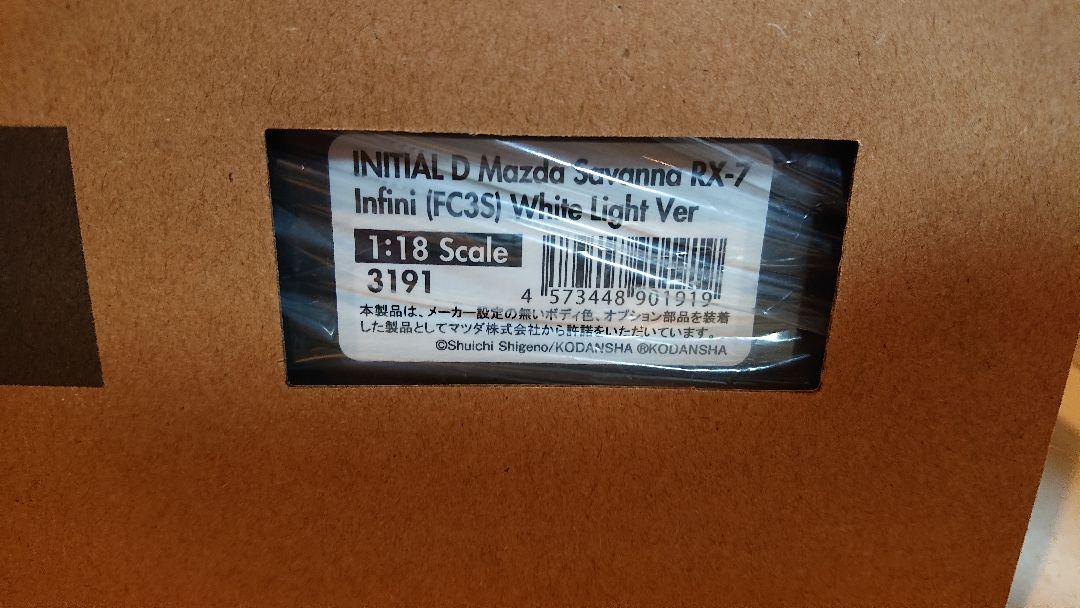 INITIAL D Mazda Savanna RX-7
Infini (FC3S) White Light Ver
1:18 Scale
3191
4 573448 901919
本製品は、メーカー設定の無いボディ色、オプション部品を装着
した製品としてマツダ株式会社から許諾をいただいています。
©Shuichi Shigeno/KODANSHA ®KODANSHA